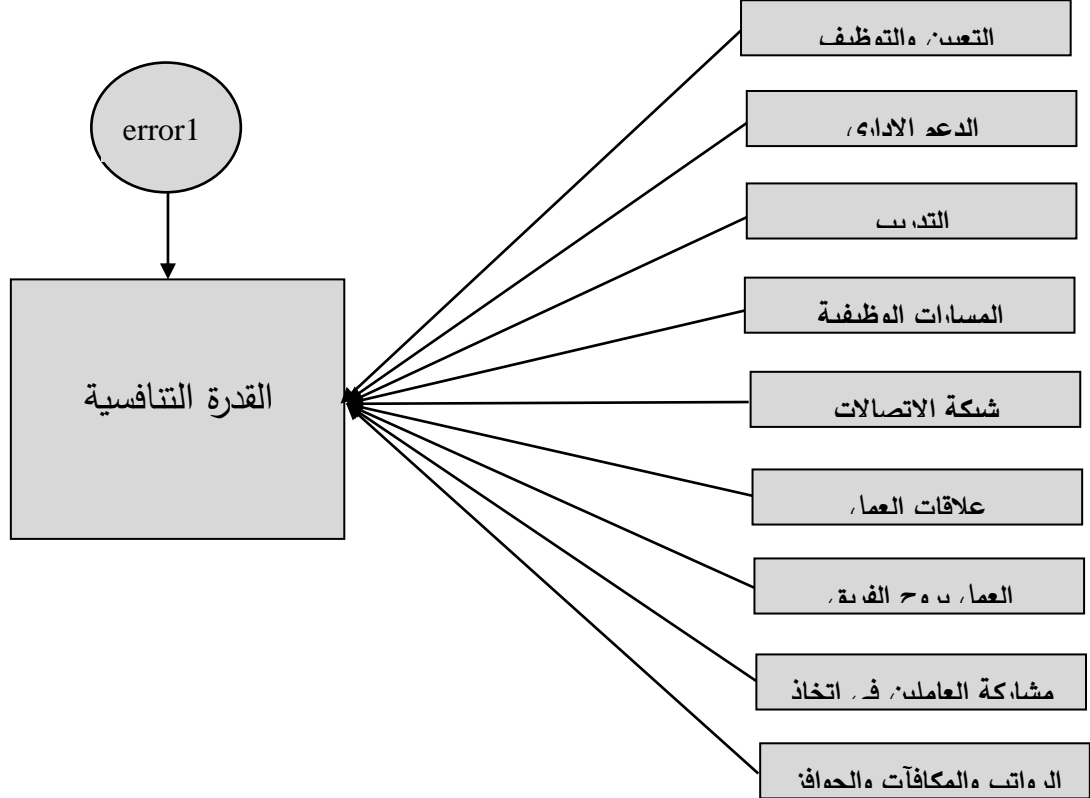 التعيين والتوظيف
error1
الدعم الاداري
التدريب
المسارات الوظيفية
القدرة التنافسية
شبكة الاتصالات
علاقات العمل
العمل بروح الفريق
مشاركة العاملين في اتخاذ
الرواتب والمكافآت والحوافز